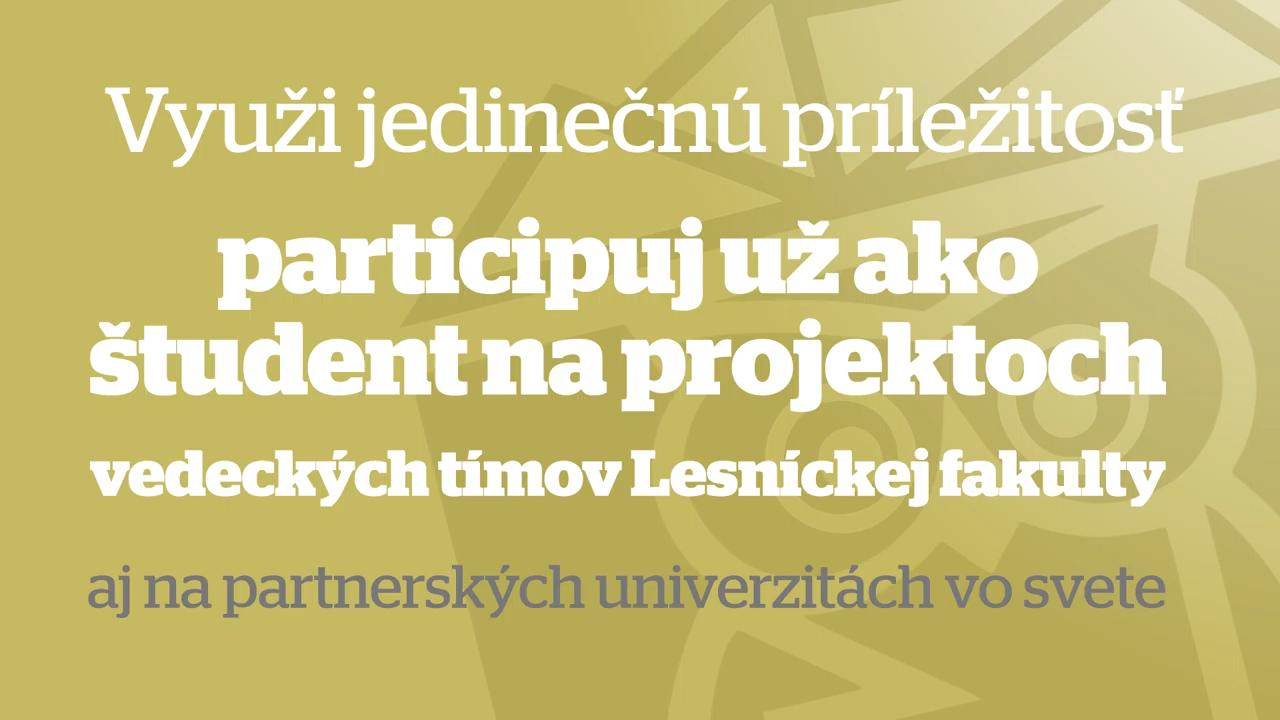 Využi jedinečnú príležitosť
participuj už ako
študent na projektoch
vedeckých tímov Lesníckej fakulty
aj na partnerských univerzitách vo svete